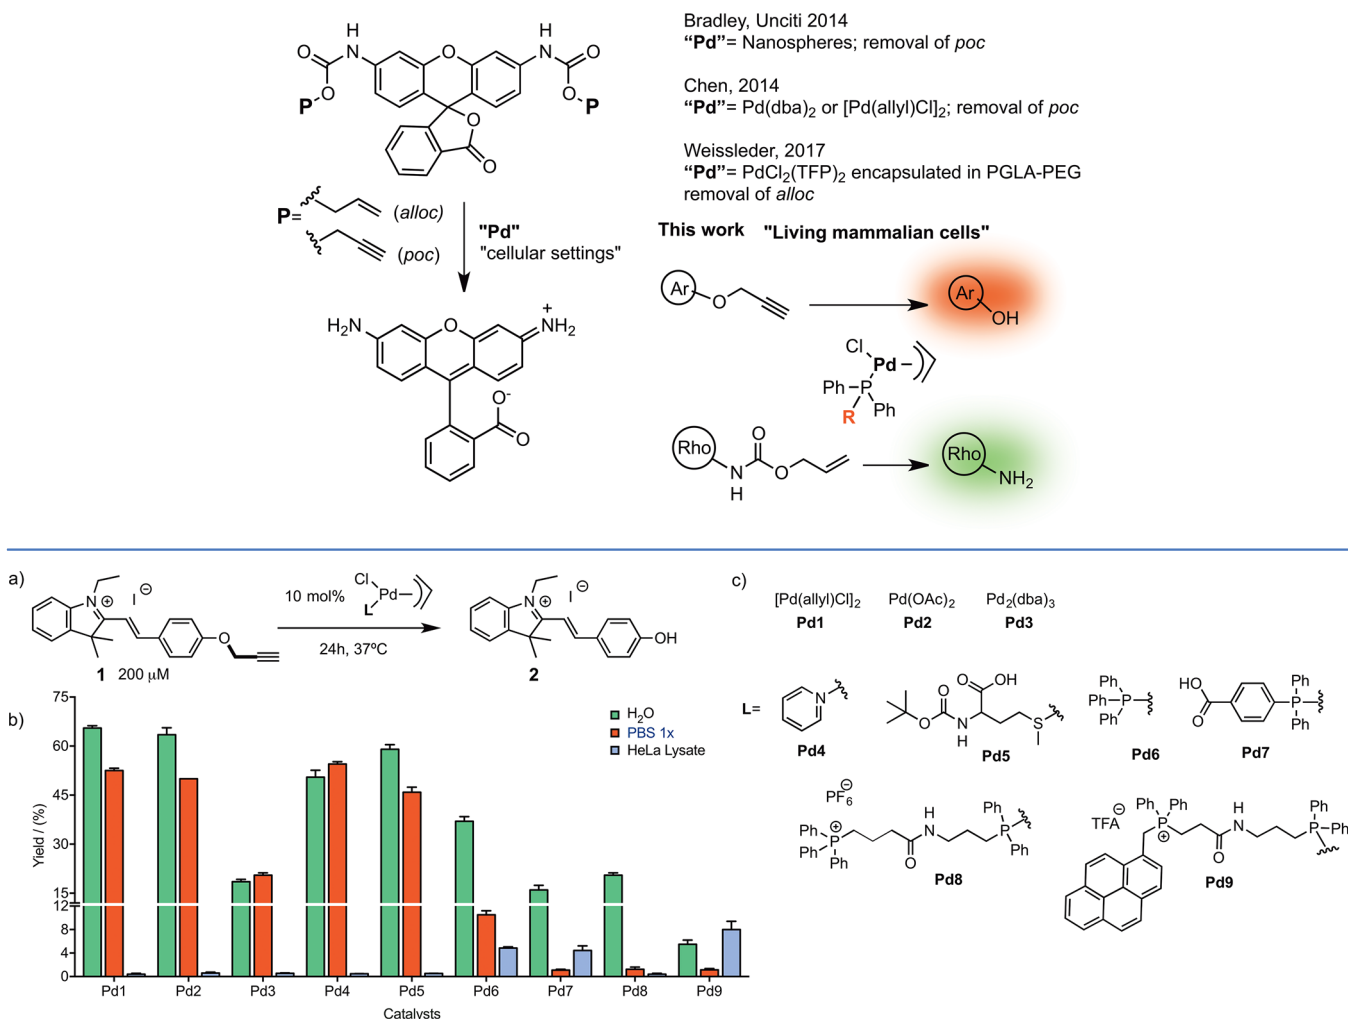 Bradley, Unciti 2014
"Pd"= Nanospheres; removal of poc
Chen, 2014
"Pd"= Pd(dba)2 or [Pd(allyl)Cl]2; removal of poc
Weissleder, 2017
"Pd"= PdCl2(TFP)2 encapsulated in PGLA-PEG
removal of alloc
This work "Living mammalian cells"
H
N
O
O
P
O
H
N
O
O
P
O
O
P=
(alloc)
(poc)
"Pd"
"cellular settings"
H2N
O
+
NH2
O-
O
Ar
O
Ar
OH
Cl
Pd
Ph
P
Ph
R
Rho
N
H
O
O
Rho
NH2
a)
N
⊕
I⊖
O
1 200 µM
10 mol%
Cl
Pd
L
24h, 37ºC
N
⊕
I⊖
OH
2
b)
Yield / (%)
75
60
45
30
15
12
8
4
0
H2O
PBS 1x
HeLa Lysate
Pd1
Pd2
Pd3
Pd4
Pd5
Pd6
Pd7
Pd8
Pd9
Catalysts
c)
[Pd(allyl)Cl]2
Pd1
Pd(OAc)2
Pd2
Pd2(dba)3
Pd3
L=
N
Pd4
O
OH
O
O
N
H
S
Pd5
Ph
Ph
P
Ph
Pd6
HO
O
Ph
P
Ph
Pd7
PF6⊖
Ph
Ph
P
⊕
Ph
O
H
N
Ph
P
Ph
Pd8
TFA⊖
Ph
Ph
P
⊕
O
H
N
Ph
P
Ph
Pd9